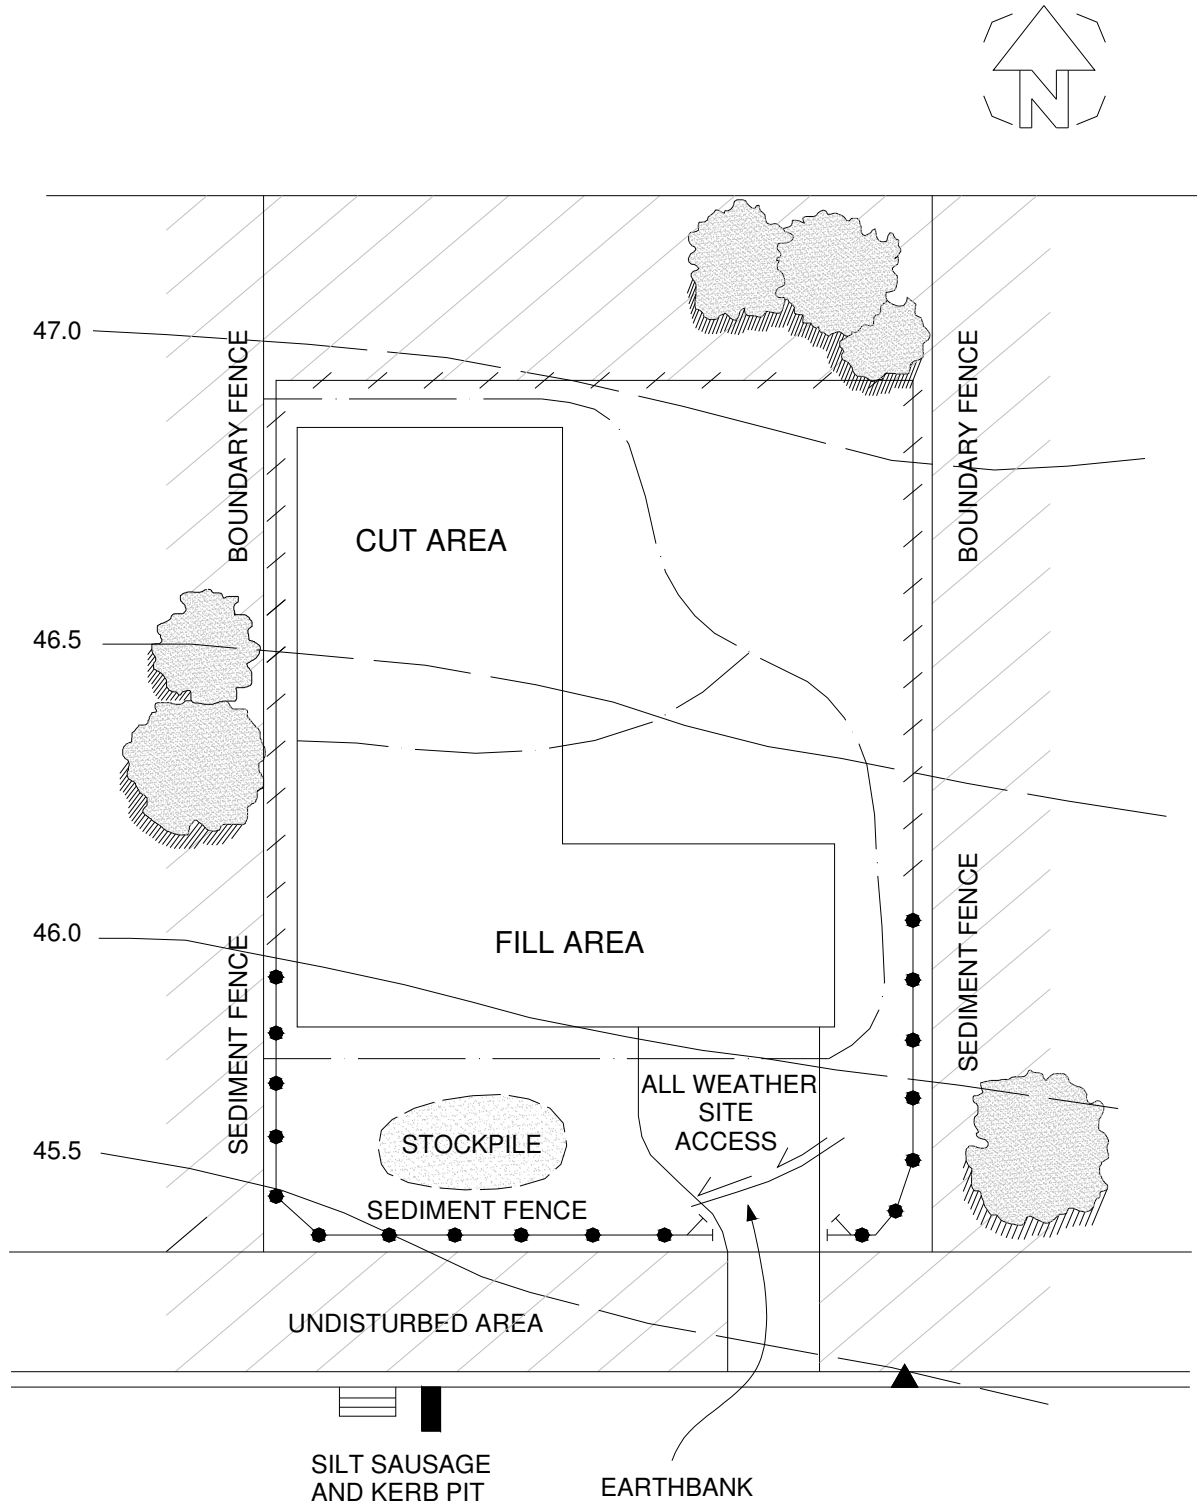 N
47.0
BOUNDARY FENCE
BOUNDARY FENCE
CUT AREA
46.5
46.0
FILL AREA
SEDIMENT FENCE
SEDIMENT FENCE
ALL WEATHER
SITE
ACCESS
STOCKPILE
45.5
SEDIMENT FENCE
UNDISTURBED AREA
SILT SAUSAGE
AND KERB PIT
EARTHBANK